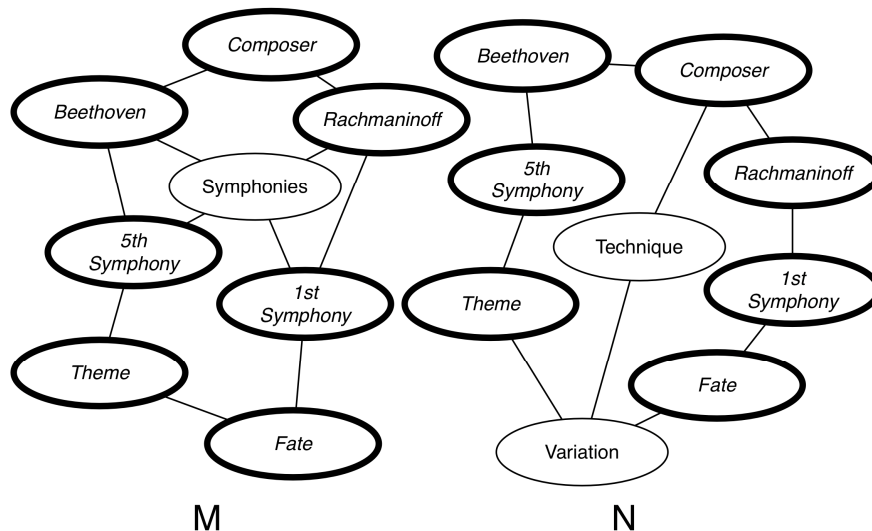 Composer
Beethoven
Rachmaninoff
Symphonies
5th
Symphony
1st
Symphony
Theme
Fate
M
Beethoven
Composer
5th
Symphony
Rachmaninoff
Technique
1st
Symphony
Theme
Fate
Variation
N